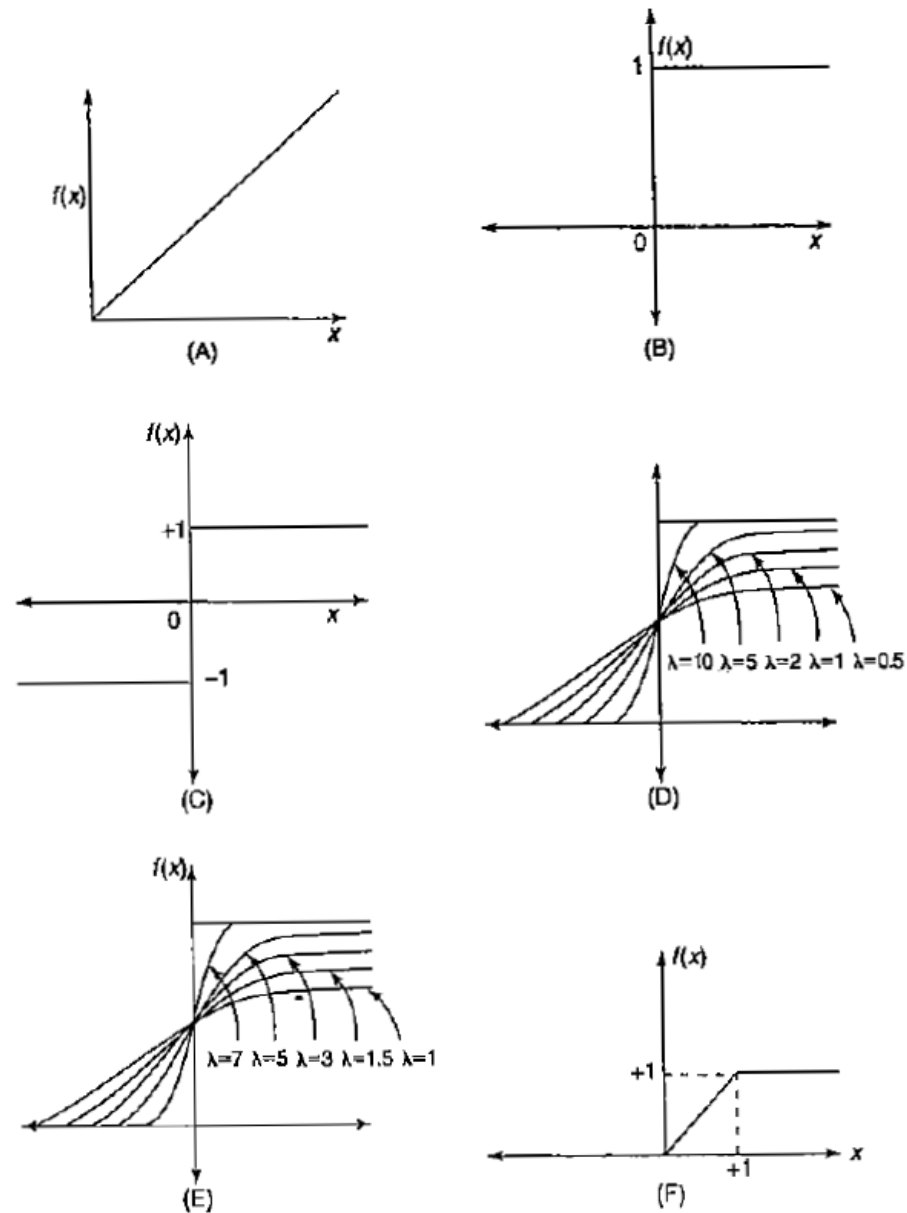 f(x)
x
(A)
f(x)
1
0
x
(B)
f(x)
+1
0
x
−1
(C)
λ=10 λ=5 λ=2 λ=1 λ=0.5
(D)
f(x)
λ=7 λ=5 λ=3 λ=1.5 λ=1
(E)
f(x)
+1
+1
x
(F)